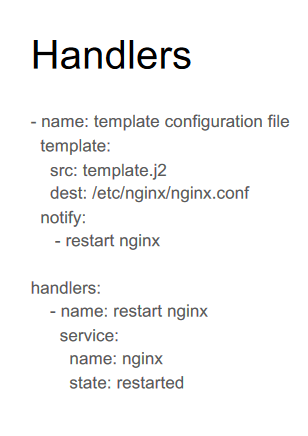 Handlers
- name: template configuration file
template:
src: template.j2
dest: /etc/nginx/nginx.conf
notify:
- restart nginx
handlers:
- name: restart nginx
service:
name: nginx
state: restarted